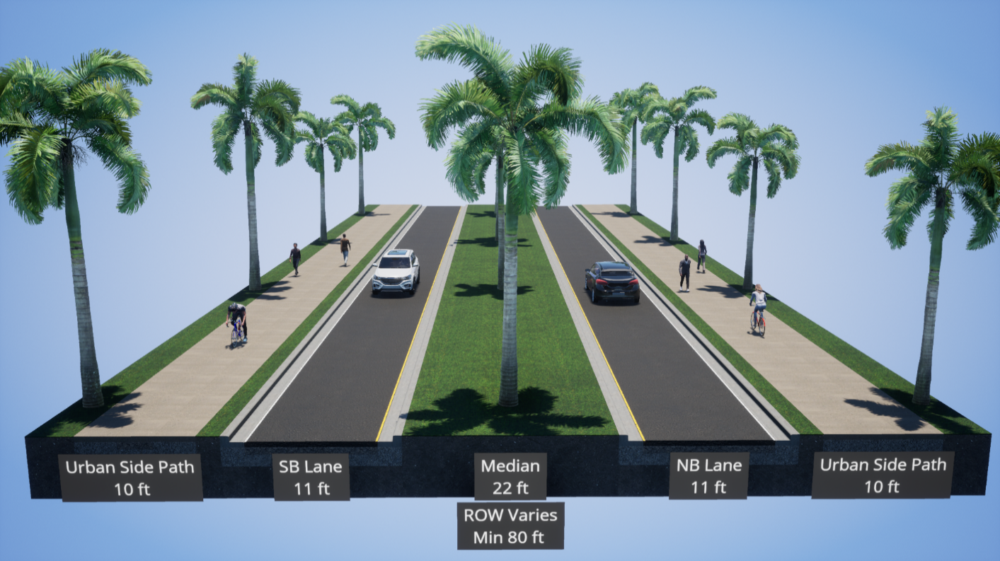 Urban Side Path
10 ft
SB Lane
11 ft
Median
22 ft
NB Lane
11 ft
Urban Side Path
10 ft
ROW Varies
Min 80 ft